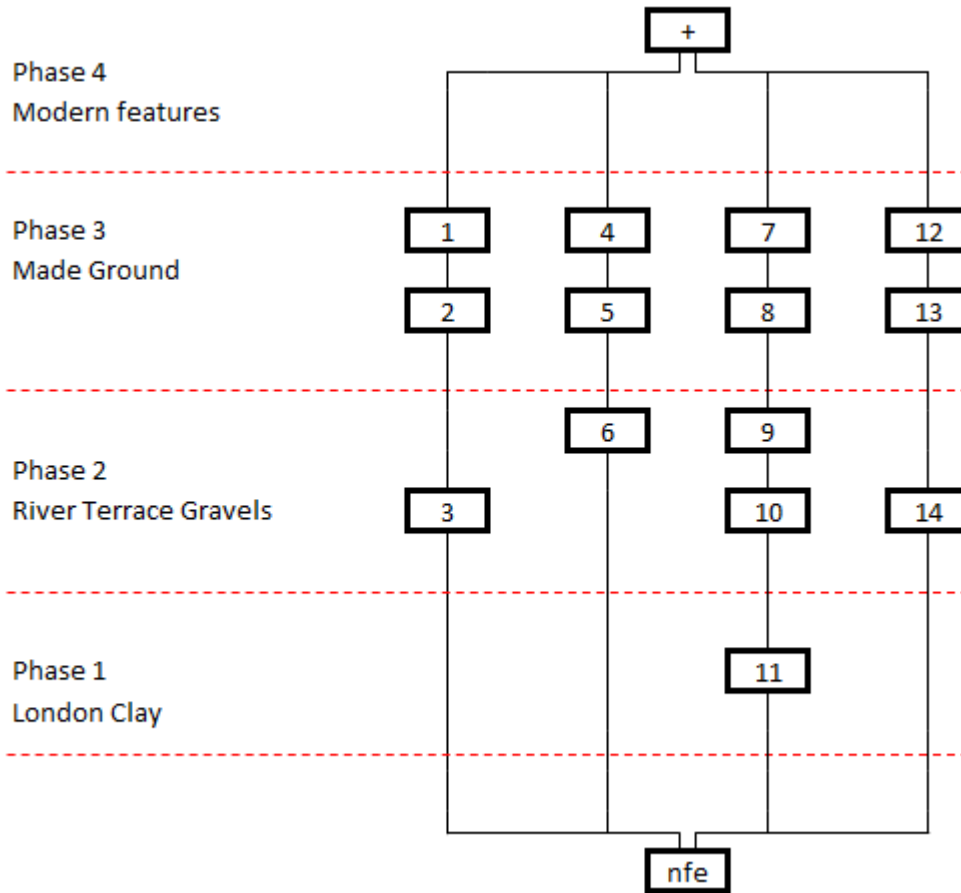 +
Phase 4
Modern features
Phase 3
Made Ground
1 4 7 12
2 5 8 13
6 9
Phase 2
River Terrace Gravels
3 10 14
Phase 1
London Clay
11
nfe